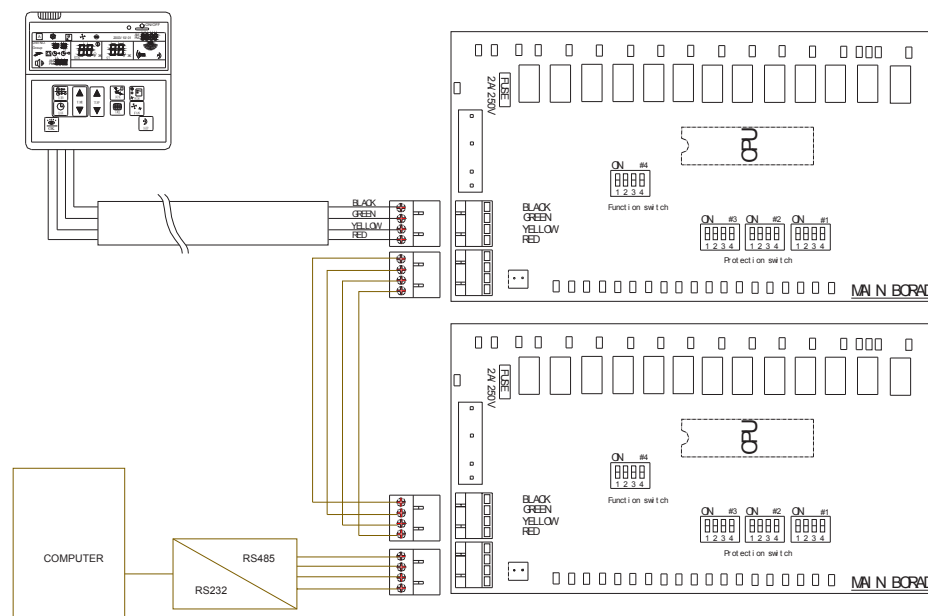 ON/OFF
BLACK
GREEN
YELLOW
RED
FUSE
2A/250V
CPU
ON #4
1 2 3 4
Function switch
BLACK
GREEN
YELLOW
RED
ON #3 ON #2 ON #1
1 2 3 4 1 2 3 4 1 2 3 4
Protection switch
MAIN BORAD
FUSE
2A/250V
CPU
ON #4
1 2 3 4
Function switch
BLACK
GREEN
YELLOW
RED
ON #3 ON #2 ON #1
1 2 3 4 1 2 3 4 1 2 3 4
Protection switch
MAIN BORAD
COMPUTER
RS485
RS232